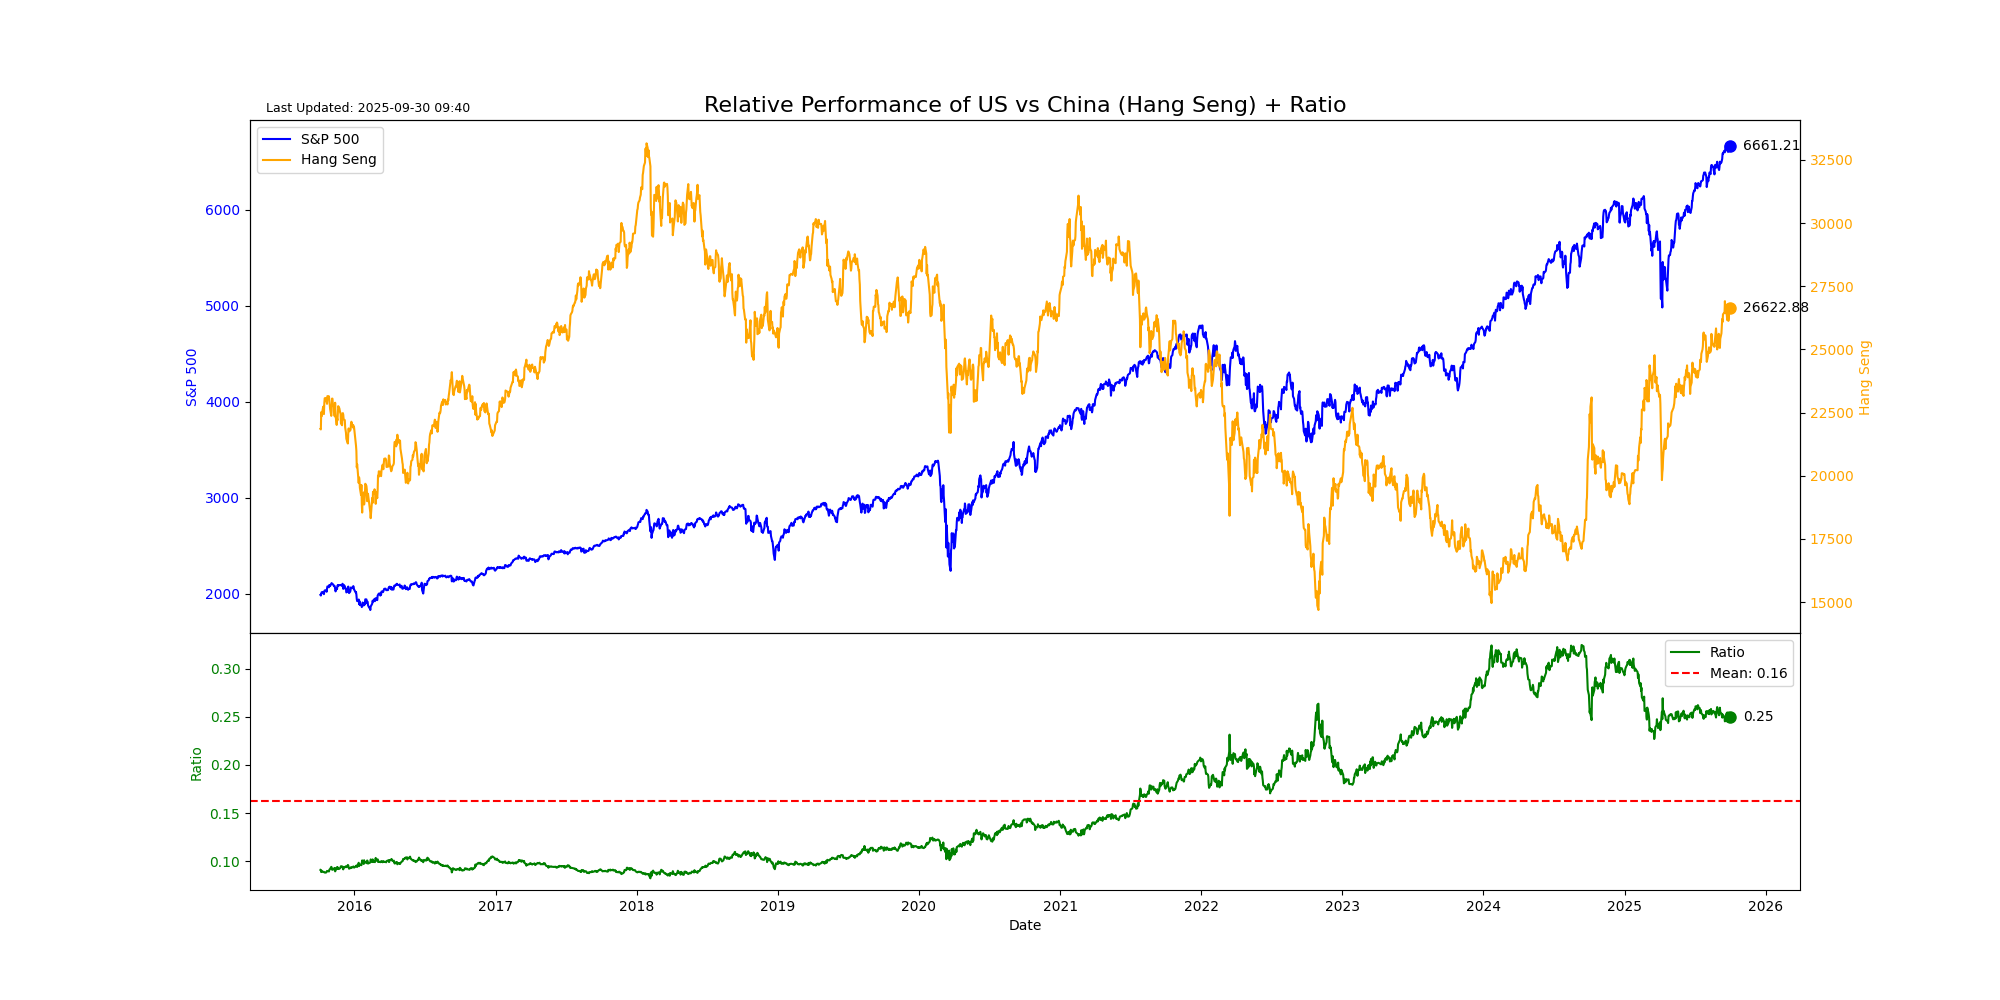 Last Updated: 2025-09-30 09:40
Relative Performance of US vs China (Hang Seng) + Ratio
S&P 500
Hang Seng
6661.21
26622.88
6000
5000
4000
3000
2000
S&P 500
32500
30000
27500
25000
22500
20000
17500
15000
Hang Seng
Ratio
Mean: 0.16
0.25
0.30
0.25
0.20
0.15
0.10
Ratio
2016 2017 2018 2019 2020 2021 2022 2023 2024 2025 2026
Date